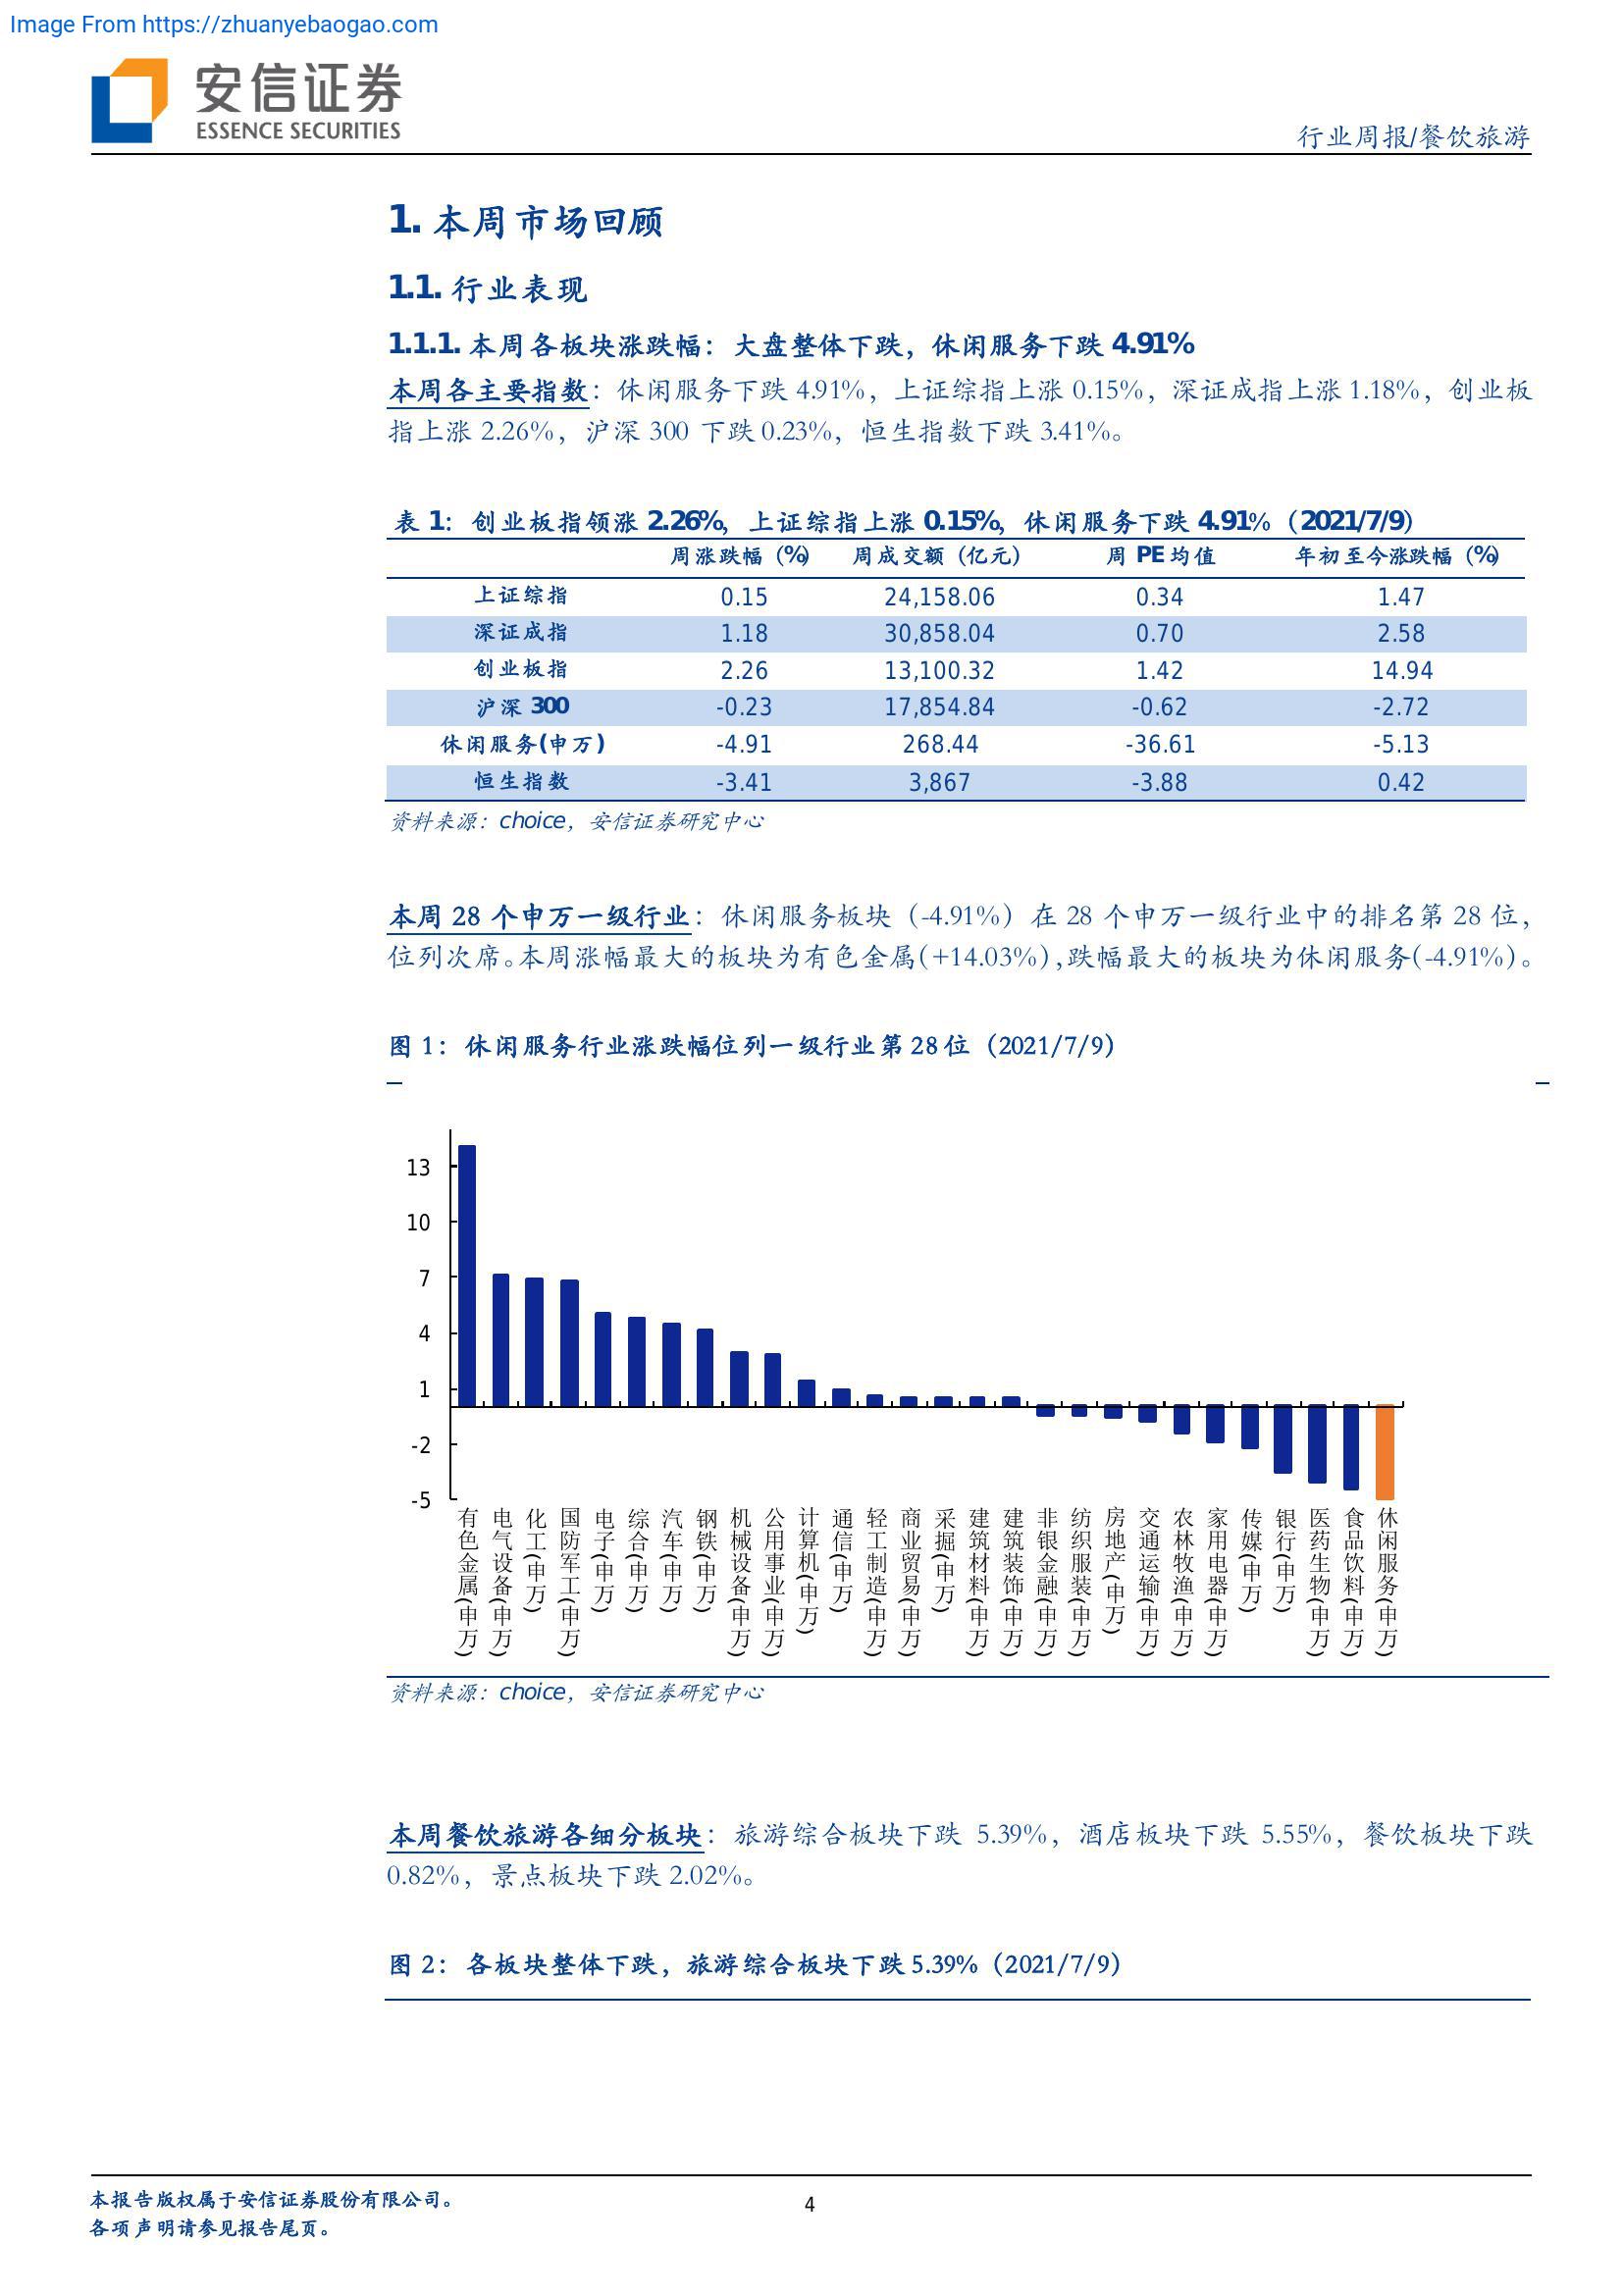 Image From https://zhuanyebaogao.com
安信证券
ESSENCE SECURITIES
行业周报/餐饮旅游
1. 本周市场回顾
1.1. 行业表现
1.1.1. 本周各板块涨跌幅：大盘整体下跌，休闲服务下跌 4.91%
本周各主要指数：休闲服务下跌 4.91%，上证综指上涨 0.15%，深证成指上涨 1.18%，创业板
指上涨 2.26%，沪深 300 下跌 0.23%，恒生指数下跌 3.41%。
表 1：创业板指领涨 2.26%，上证综指上涨 0.15%，休闲服务下跌 4.91%（2021/7/9）
周涨跌幅（%） 周成交额（亿元） 周 PE 均值 年初至今涨跌幅（%）
上证综指 0.15 24,158.06 0.34 1.47
深证成指 1.18 30,858.04 0.70 2.58
创业板指 2.26 13,100.32 1.42 14.94
沪深 300 -0.23 17,854.84 -0.62 -2.72
休闲服务(申万) -4.91 268.44 -36.61 -5.13
恒生指数 -3.41 3,867 -3.88 0.42
资料来源：choice，安信证券研究中心
本周 28 个申万一级行业：休闲服务板块（-4.91%）在 28 个申万一级行业中的排名第 28 位，
位列次席。本周涨幅最大的板块为有色金属(+14.03%),跌幅最大的板块为休闲服务(-4.91%)。
图 1：休闲服务行业涨跌幅位列一级行业第 28 位（2021/7/9）
13
10
7
4
1
-2
-5
有色金属(申万)
电气设备(申万)
化工(申万)
国防军工(申万)
电子(申万)
综合(申万)
汽车(申万)
钢铁(申万)
机械设备(申万)
公用事业(申万)
计算机(申万)
通信(申万)
轻工制造(申万)
商业贸易(申万)
采掘(申万)
建筑材料(申万)
建筑装饰(申万)
非银金融(申万)
纺织服装(申万)
房地产(申万)
交通运输(申万)
农林牧渔(申万)
家用电器(申万)
传媒(申万)
银行(申万)
医药生物(申万)
食品饮料(申万)
休闲服务(申万)
资料来源：choice，安信证券研究中心
本周餐饮旅游各细分板块：旅游综合板块下跌 5.39%，酒店板块下跌 5.55%，餐饮板块下跌
0.82%，景点板块下跌 2.02%。
图 2：各板块整体下跌，旅游综合板块下跌 5.39%（2021/7/9）
本报告版权属于安信证券股份有限公司。
各项声明请参见报告尾页。
4